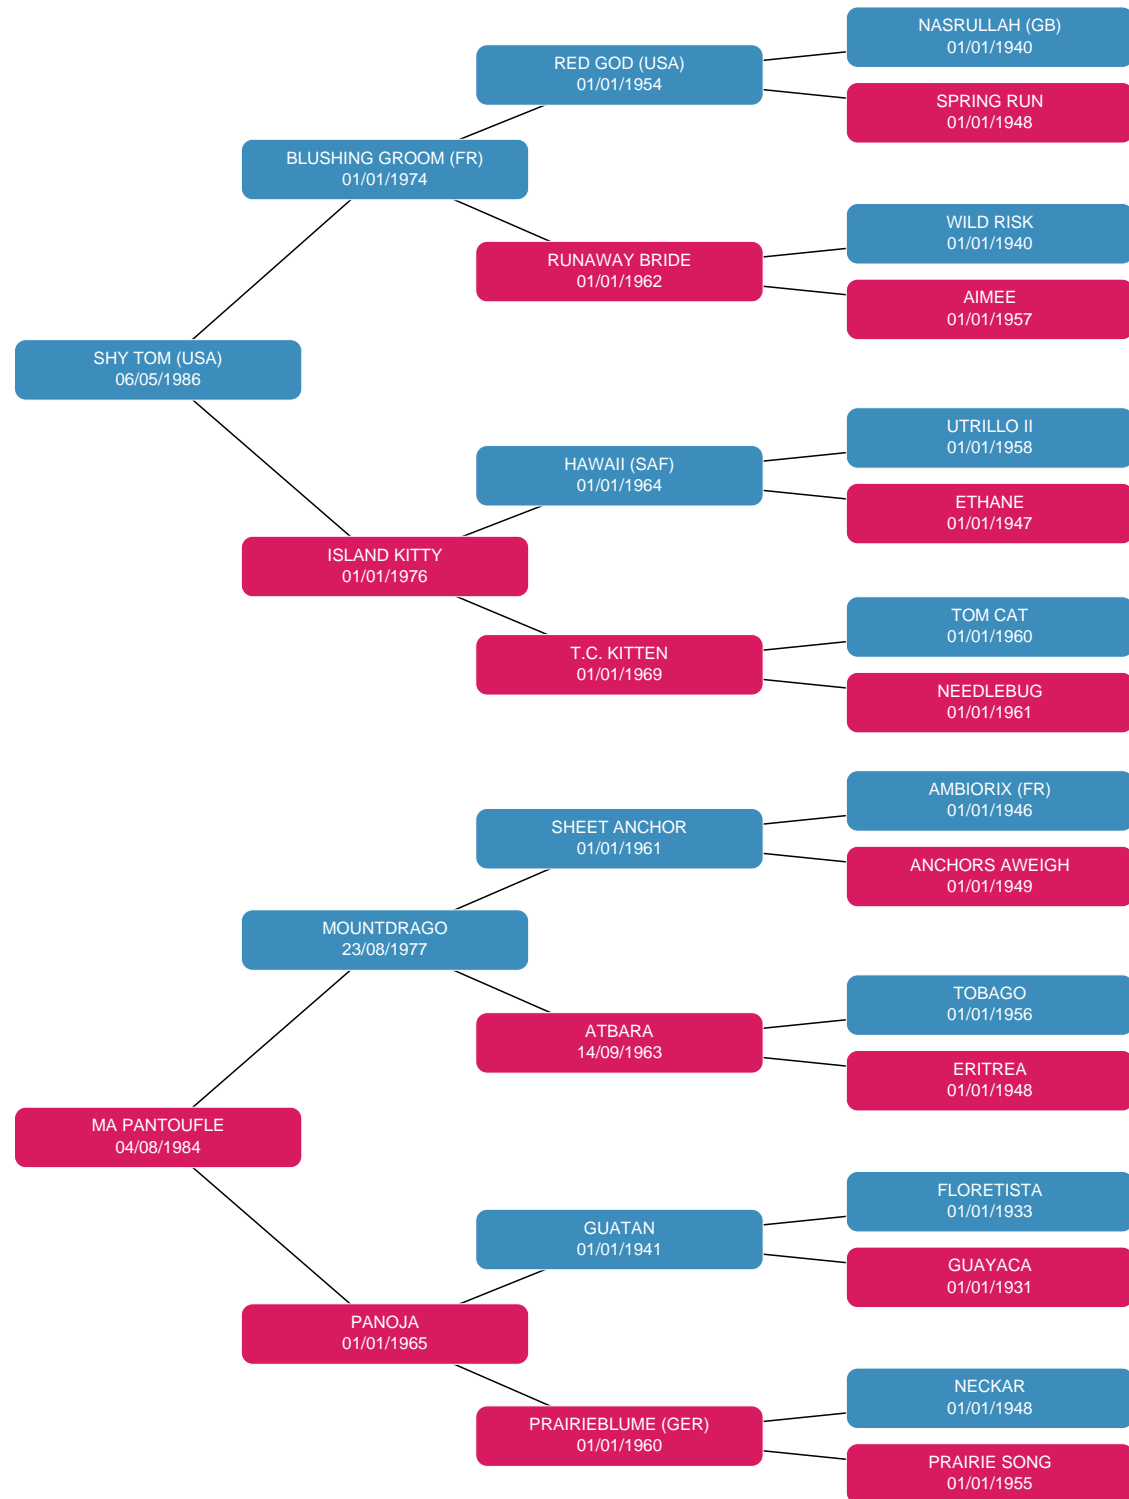 NASRULLAH (GB)
01/01/1940
RED GOD (USA)
01/01/1954
SPRING RUN
01/01/1948
BLUSHING GROOM (FR)
01/01/1974
WILD RISK
01/01/1940
RUNAWAY BRIDE
01/01/1962
AIMEE
01/01/1957
SHY TOM (USA)
06/05/1986
UTRILLO II
01/01/1958
HAWAII (SAF)
01/01/1964
ETHANE
01/01/1947
ISLAND KITTY
01/01/1976
TOM CAT
01/01/1960
T.C. KITTEN
01/01/1969
NEEDLEBUG
01/01/1961
AMBIORIX (FR)
01/01/1946
SHEET ANCHOR
01/01/1961
ANCHORS AWEIGH
01/01/1949
MOUNTDRAGO
23/08/1977
TOBAGO
01/01/1956
ATBARA
14/09/1963
ERITREA
01/01/1948
MA PANTOUFLE
04/08/1984
FLORETISTA
01/01/1933
GUATAN
01/01/1941
GUAYACA
01/01/1931
PANOJA
01/01/1965
NECKAR
01/01/1948
PRAIRIEBLUME (GER)
01/01/1960
PRAIRIE SONG
01/01/1955